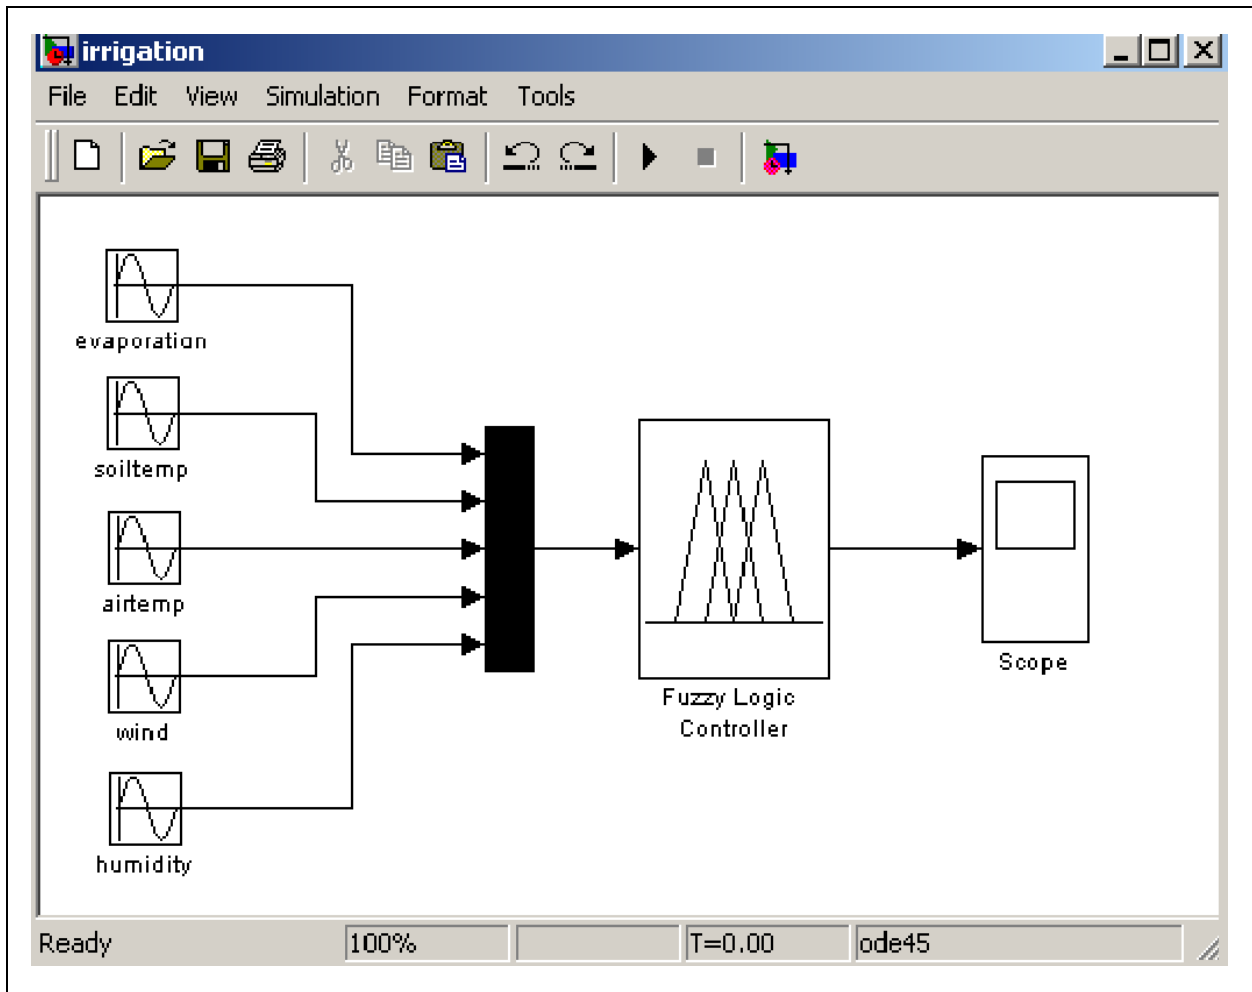 irrigation
File Edit View Simulation Format Tools
evaporation
soiltemp
airtemp
wind
humidity
Fuzzy Logic
Controller
Scope
Ready 100% T=0.00 ode45